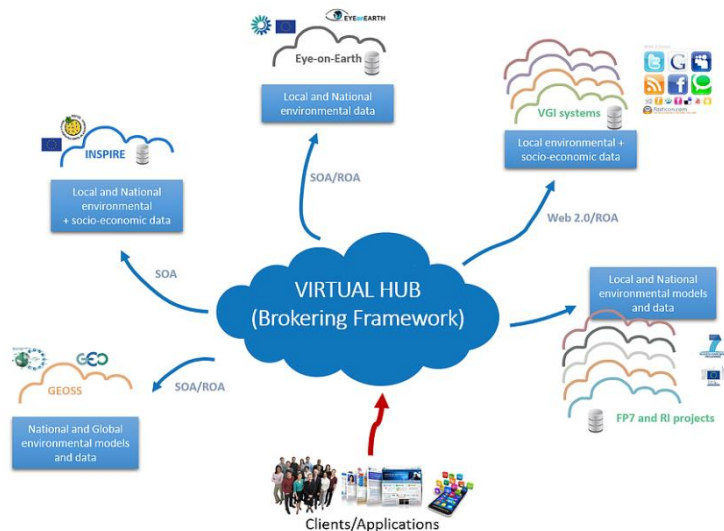 EYEonEARTH
Eye-on-Earth
Local and National
environmental data
VGI systems
Local environmental +
socio-economic data
INSPIRE
Local and National
environmental
+ socio-economic data
SOA/ROA
Web 2.0/ROA
SOA
VIRTUAL HUB
(Brokering Framework)
Local and National
environmental models
and data
GEO
GEOSS
SOA/ROA
National and Global
environmental models
and data
7
FP7 and RI projects
Clients/Applications